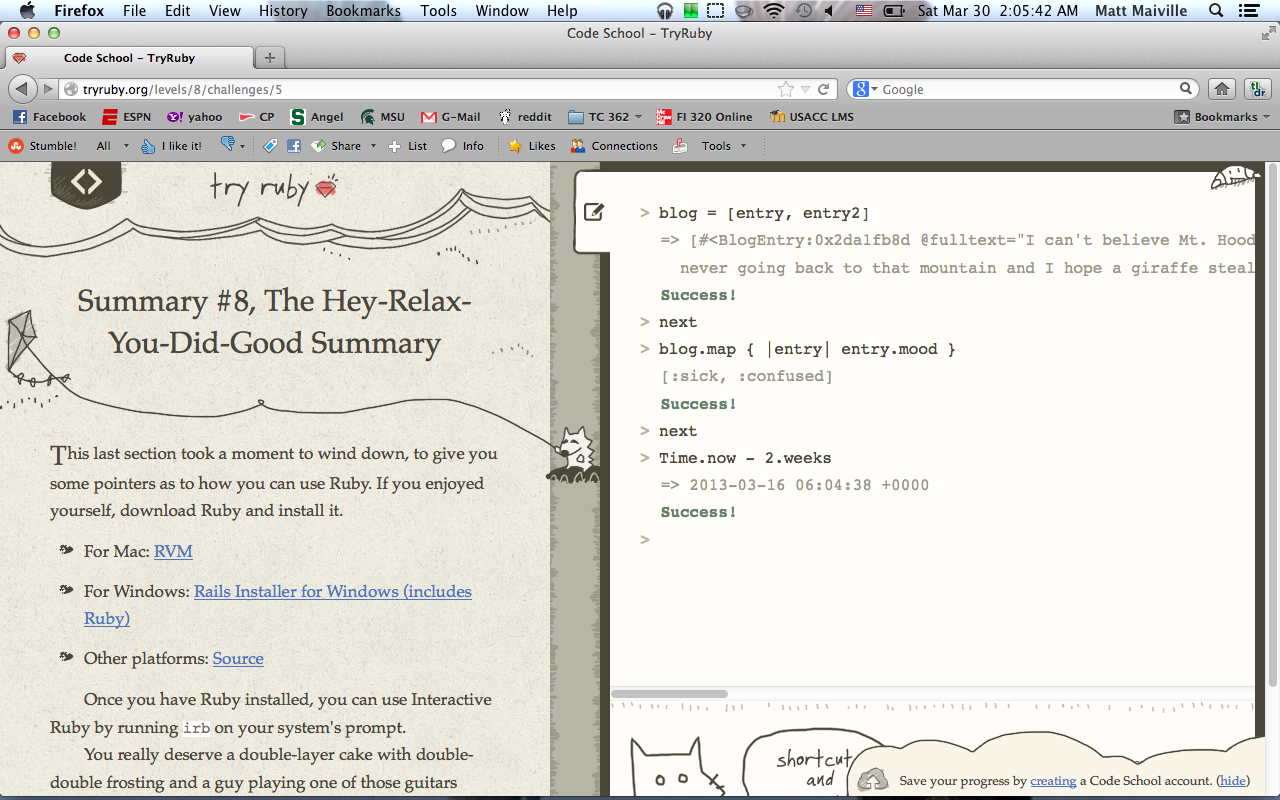 Firefox File Edit View History Bookmarks Tools Window Help Sat Mar 30 2:05:42 AM Matt Maiville
Code School – TryRuby
Code School – TryRuby
tryruby.org/levels/8/challenges/5 Google
Facebook ESPN yahoo CP Angel MSU G-Mail reddit TC 362 FI 320 Online USACC LMS Bookmarks
Stumble! All I like it! Share List Info Likes Connections Tools
try ruby
Summary #8, The Hey-Relax-
You-Did-Good Summary
This last section took a moment to wind down, to give you
some pointers as to how you can use Ruby. If you enjoyed
yourself, download Ruby and install it.
For Mac: RVM
For Windows: Rails Installer for Windows (includes
Ruby)
Other platforms: Source
Once you have Ruby installed, you can use Interactive
Ruby by running irb on your system's prompt.
You really deserve a double-layer cake with double-
double frosting and a guy playing one of those guitars
> blog = [entry, entry2]
=> [#<BlogEntry:0x2da1fb8d @fulltext="I can't believe Mt. Hood
never going back to that mountain and I hope a giraffe steal
Success!
> next
> blog.map { |entry| entry.mood }
[:sick, :confused]
Success!
> next
> Time.now - 2.weeks
=> 2013-03-16 06:04:38 +0000
Success!
>
shortcut
and
Save your progress by creating a Code School account. (hide)